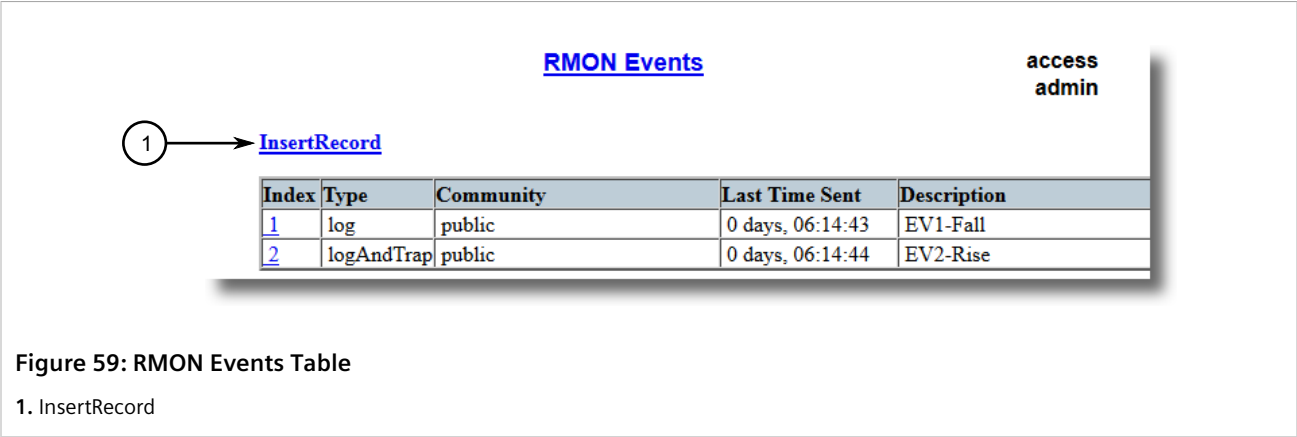 RMON Events
access
admin
1
InsertRecord
Index Type Community Last Time Sent Description
1 log public 0 days, 06:14:43 EV1-Fall
2 logAndTrap public 0 days, 06:14:44 EV2-Rise
Figure 59: RMON Events Table
1. InsertRecord